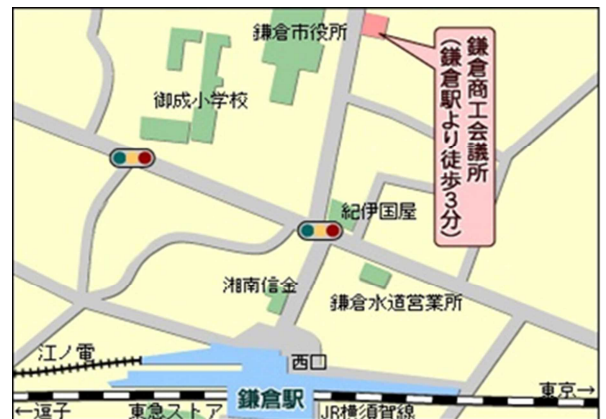 鎌倉市役所
鎌倉商工会議所
(鎌倉駅より徒歩3分)
御成小学校
紀伊国屋
湘南信金
鎌倉水道営業所
江ノ電
西口
東京→
←逗子
東急ストア
鎌倉駅
JR横須賀線